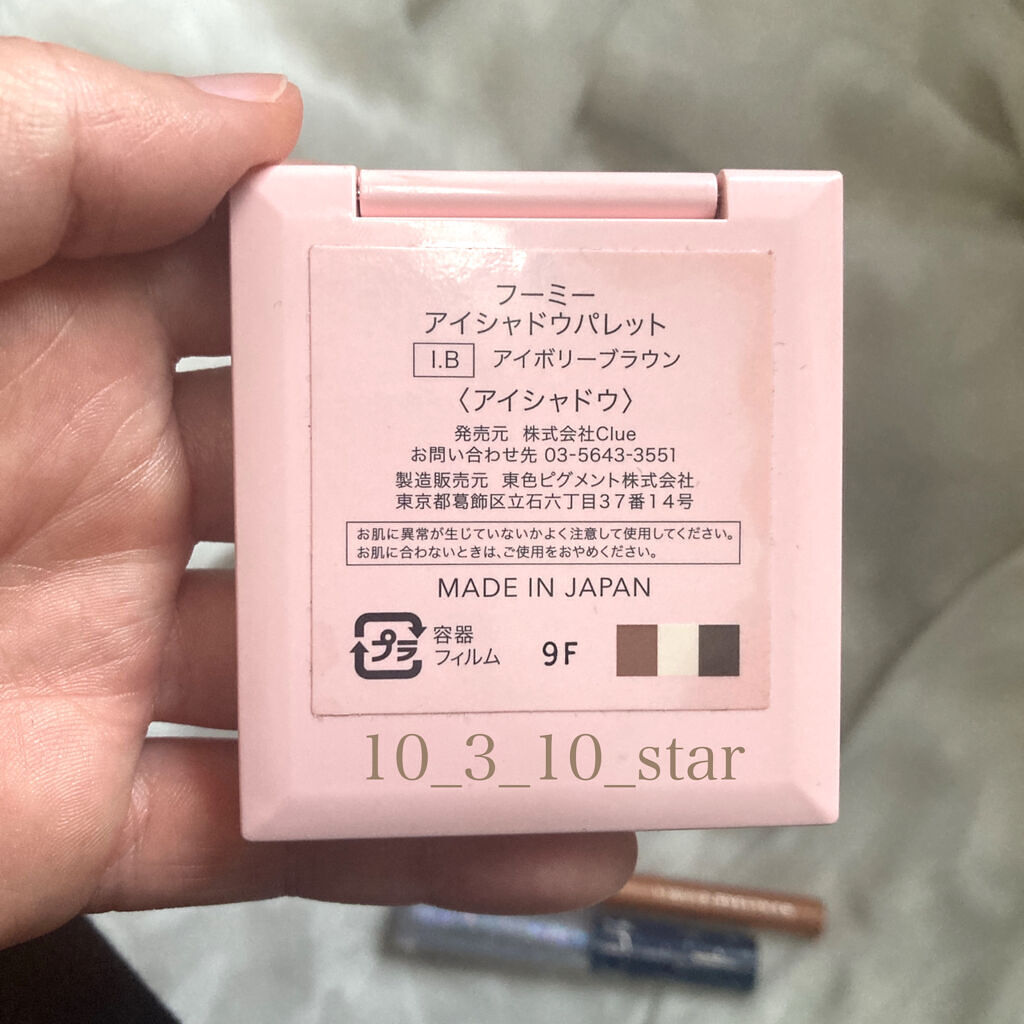 フーミー
アイシャドウパレット
I.B アイボリーブラウン
〈アイシャドウ〉
発売元 株式会社Clue
お問い合わせ先 03-5643-3551
製造販売元 東色ピグメント株式会社
東京都葛飾区立石六丁目37番14号
お肌に異常が生じていないかよく注意して使用してください。
お肌に合わないときは、ご使用をおやめください。
MADE IN JAPAN
プラ 容器
フィルム 9F
10_3_10_star